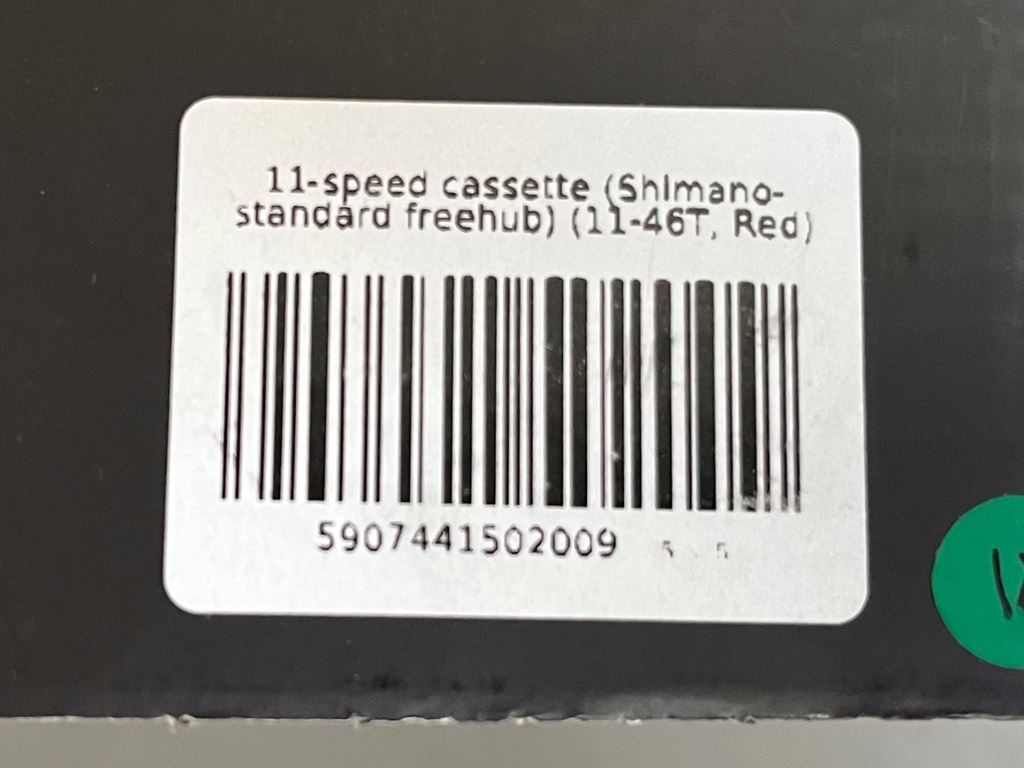 11-speed cassette (Shimano-
standard freehub) (11-46T, Red)
5907441502009